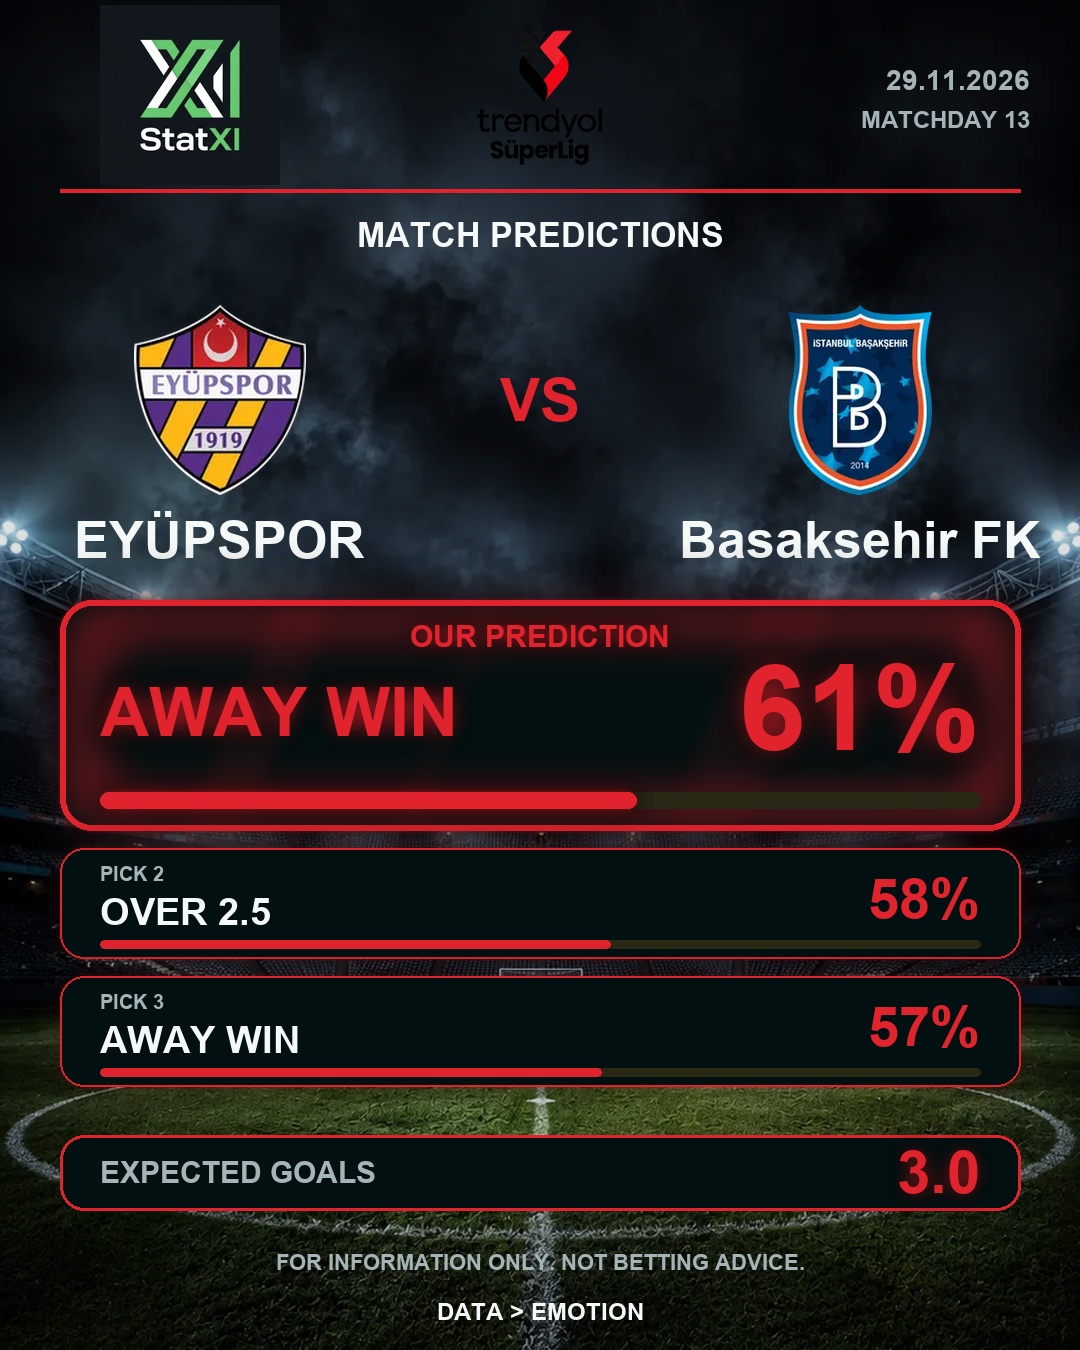 StatXI
trendyol
SüperLig
29.11.2026
MATCHDAY 13
MATCH PREDICTIONS
EYÜPSPOR
1919
VS
İSTANBUL BAŞAKŞEHİR
B
2014
EYÜPSPOR
Basaksehir FK
OUR PREDICTION
AWAY WIN 61%
PICK 2
OVER 2.5 58%
PICK 3
AWAY WIN 57%
EXPECTED GOALS 3.0
FOR INFORMATION ONLY. NOT BETTING ADVICE.
DATA > EMOTION